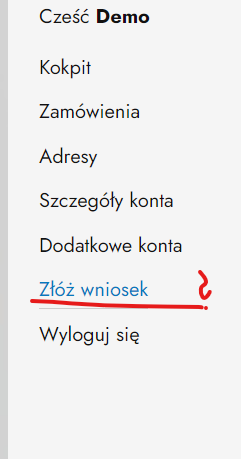 Cześć Demo
Kokpit
Zamówienia
Adresy
Szczegóły konta
Dodatkowe konta
Złóż wniosek
Wyloguj się